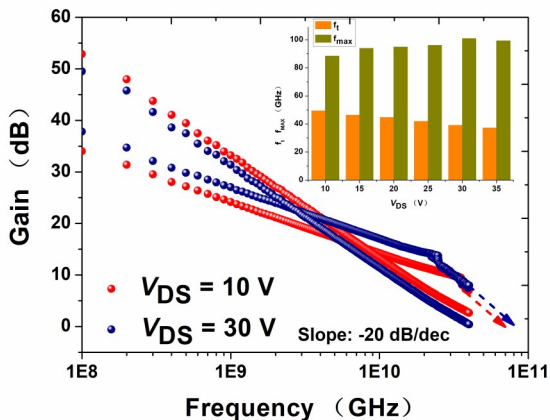 Gain (dB)
60
50
40
30
20
10
0
1E8
1E9
1E10
1E11
Frequency (GHz)
VDS = 10 V
VDS = 30 V
Slope: -20 dB/dec
ft
fmax
ft fMAX (GHz)
100
80
60
40
20
0
10
15
20
25
30
35
VDS (V)